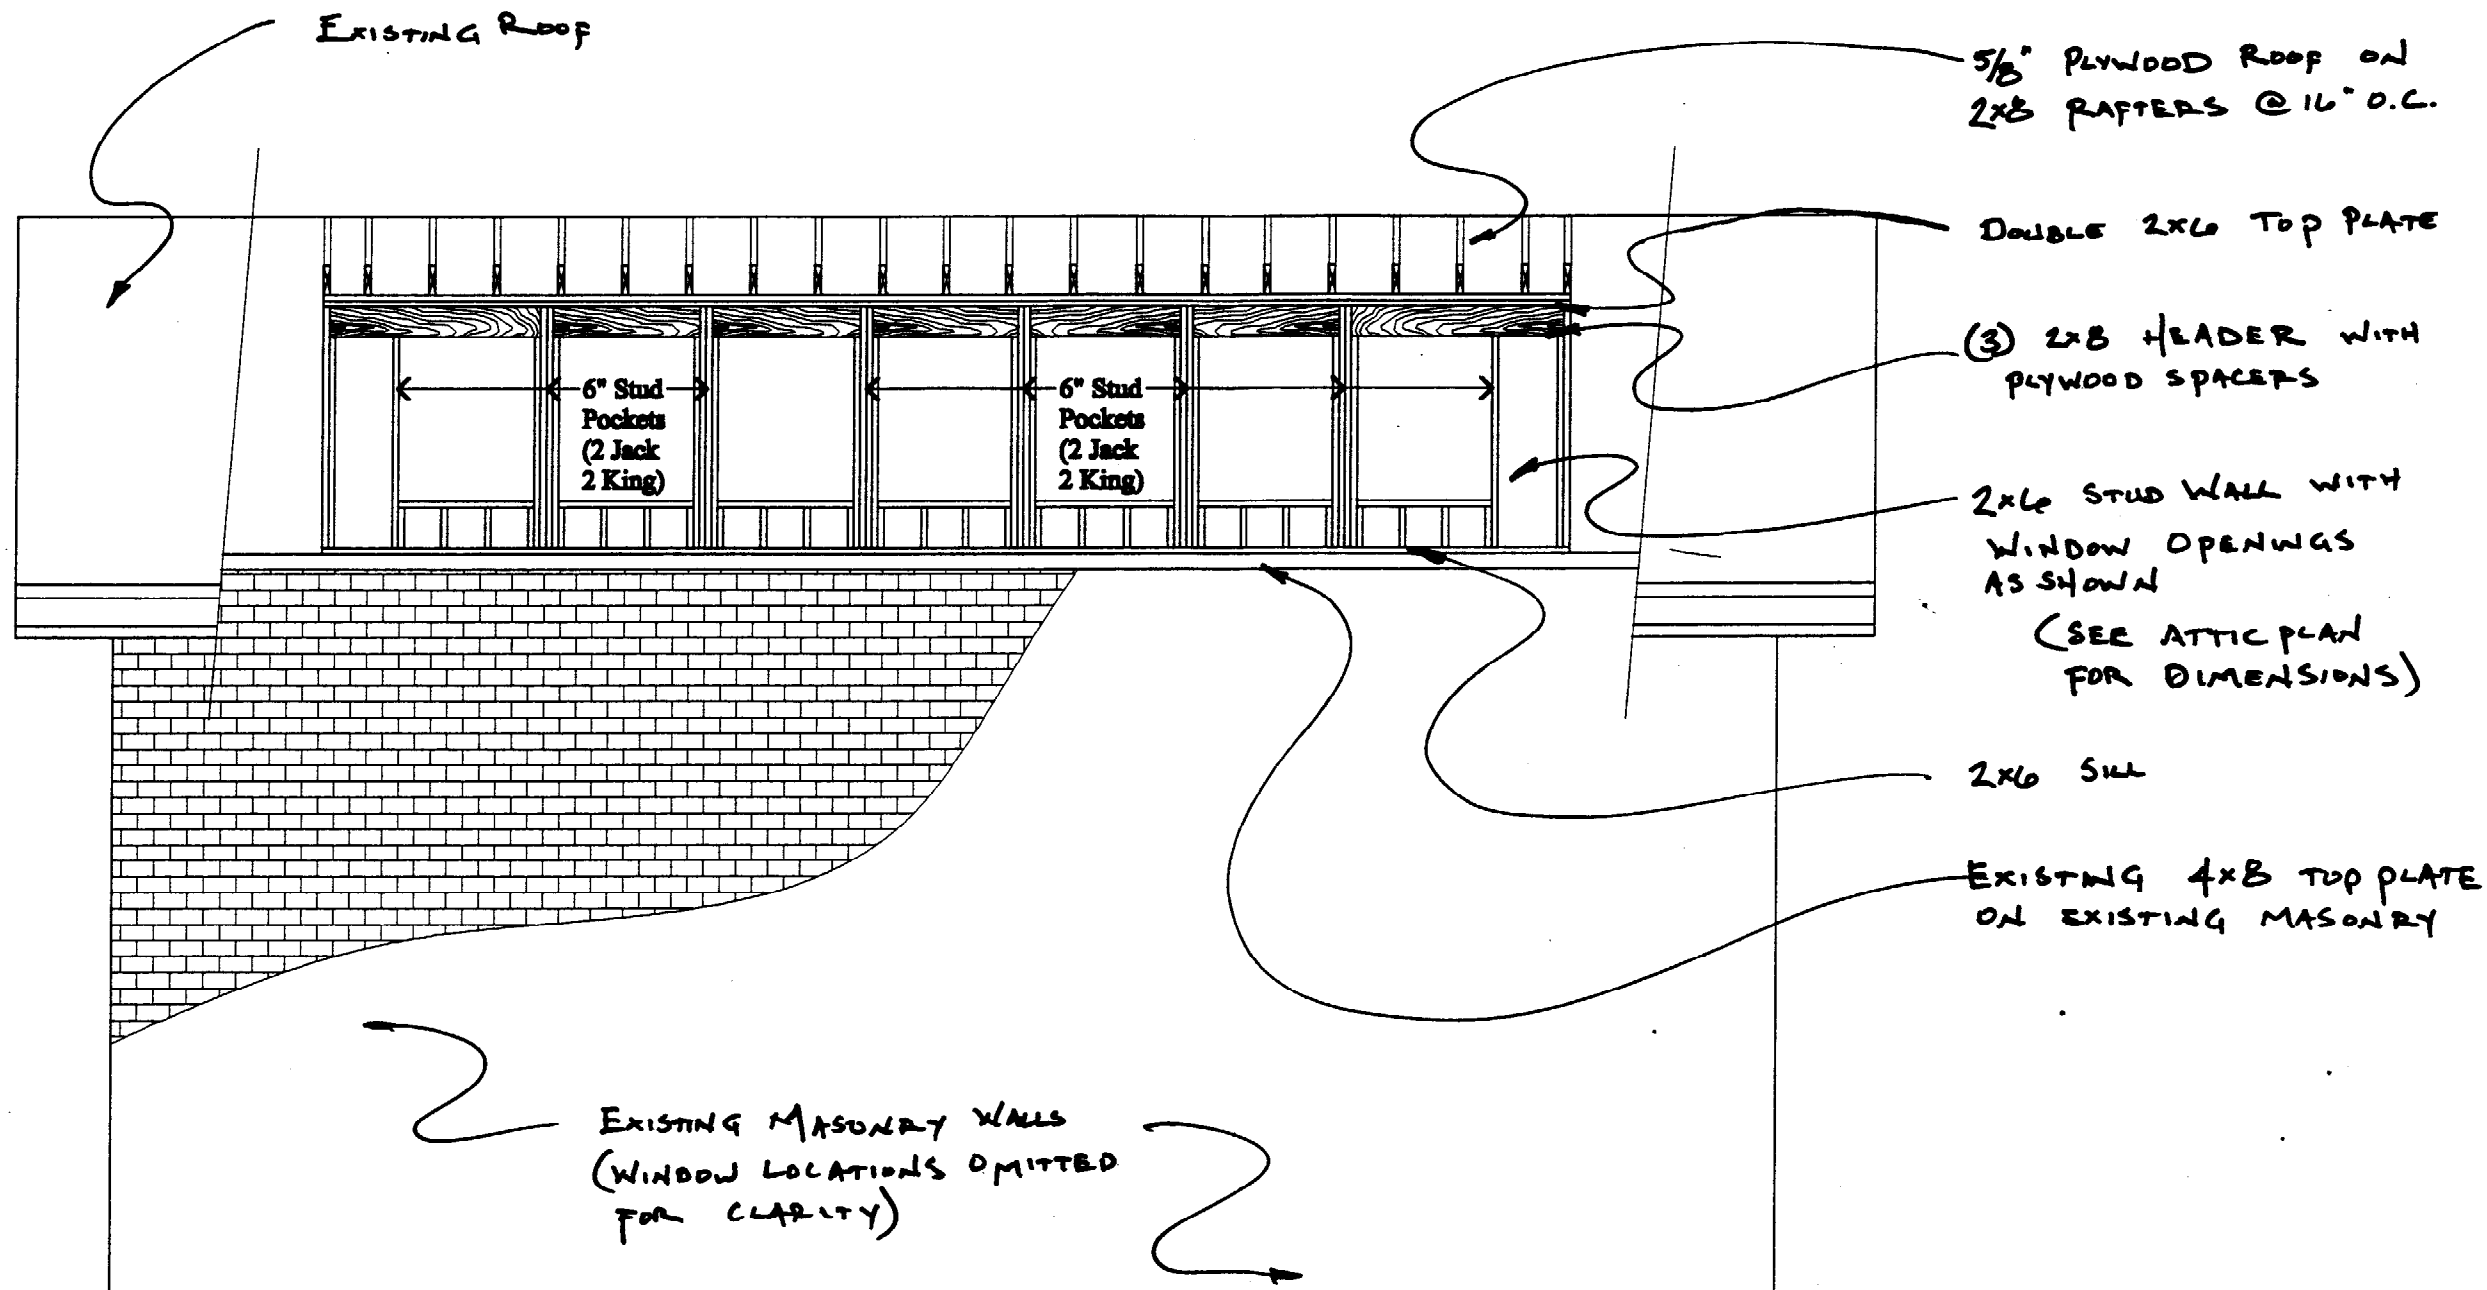 EXISTING ROOF
5/8" PLYWOOD ROOF ON
2x8 RAFTERS @ 16" O.C.
DOUBLE 2x6 TOP PLATE
(3) 2x8 HEADER WITH
PLYWOOD SPACERS
6" Stud
Pockets
(2 Jack
2 King)
6" Stud
Pockets
(2 Jack
2 King)
2x6 STUD WALL WITH
WINDOW OPENINGS
AS SHOWN
(SEE ATTIC PLAN
FOR DIMENSIONS)
2x6 SILL
EXISTING 4x8 TOP PLATE
ON EXISTING MASONRY
EXISTING MASONRY WALLS
(WINDOW LOCATIONS OMITTED
FOR CLARITY)